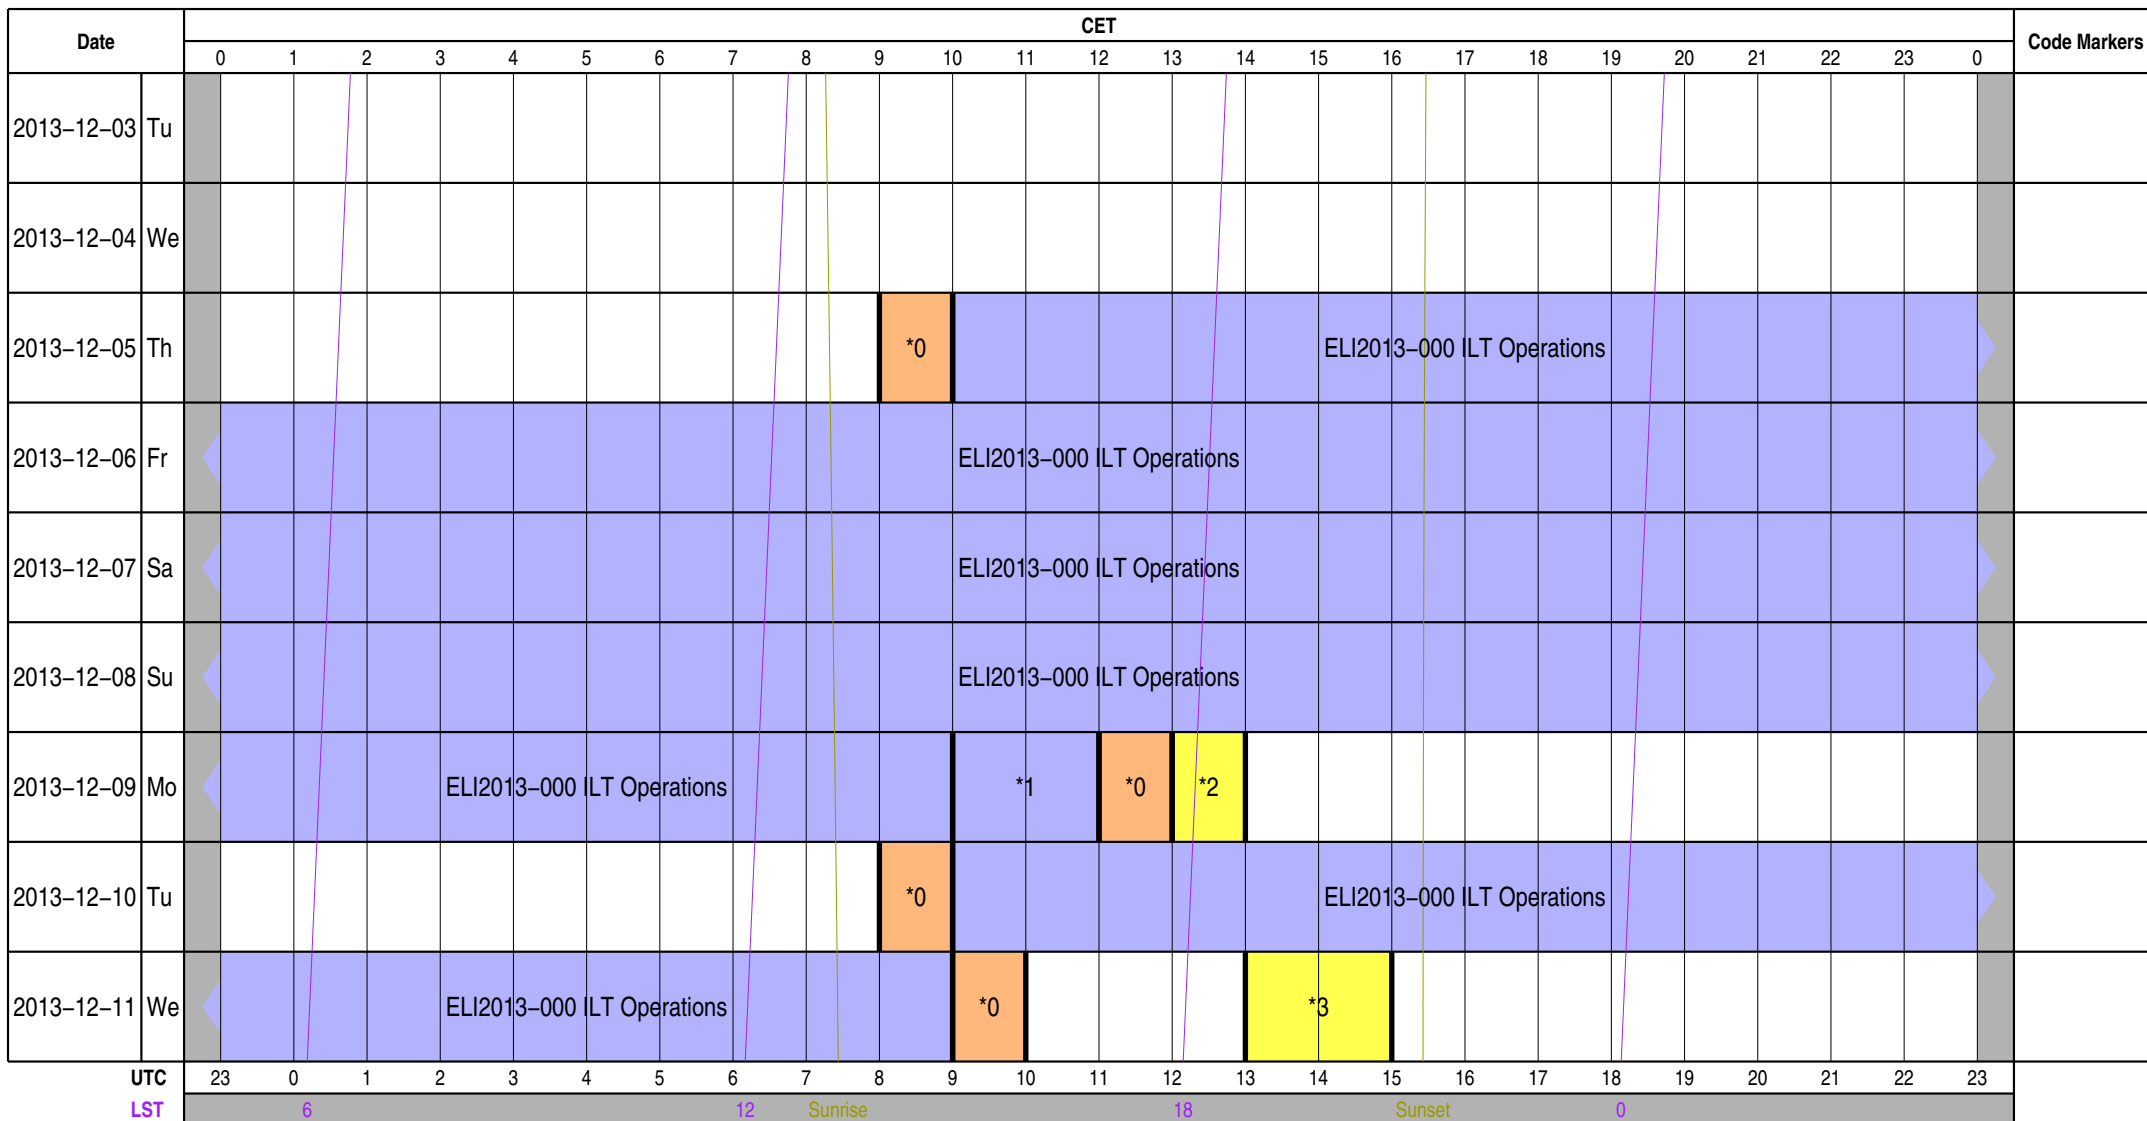 CET
Date
Code Markers
0 1 2 3 4 5 6 7 8 9 10 11 12 13 14 15 16 17 18 19 20 21 22 23 0
2013−12−03 Tu
2013−12−04 We
2013−12−05 Th *0 ELI2013−000 ILT Operations
2013−12−06 Fr ELI2013−000 ILT Operations
2013−12−07 Sa ELI2013−000 ILT Operations
2013−12−08 Su ELI2013−000 ILT Operations
2013−12−09 Mo ELI2013−000 ILT Operations *1 *0 *2
2013−12−10 Tu *0 ELI2013−000 ILT Operations
2013−12−11 We ELI2013−000 ILT Operations *0 *3
UTC 23 0 1 2 3 4 5 6 7 8 9 10 11 12 13 14 15 16 17 18 19 20 21 22 23
LST 6 12 Sunrise 18 Sunset 0